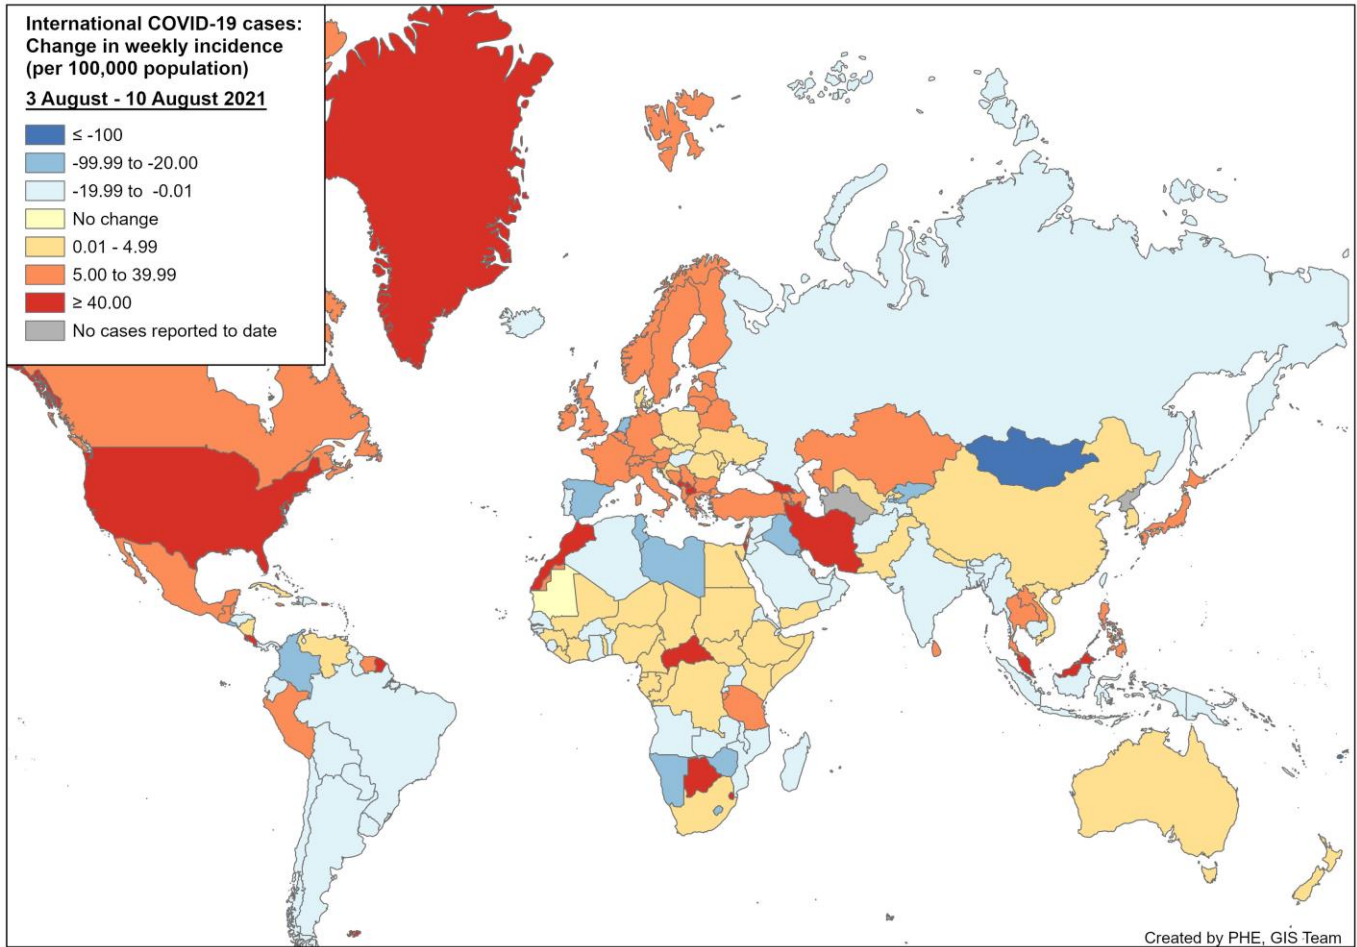 International COVID-19 cases:
Change in weekly incidence
(per 100,000 population)
3 August - 10 August 2021
≤ -100
-99.99 to -20.00
-19.99 to -0.01
No change
0.01 - 4.99
5.00 to 39.99
≥ 40.00
No cases reported to date
Created by PHE, GIS Team